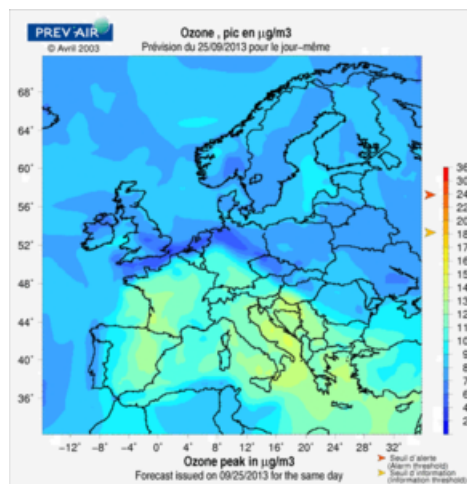 PREV'AIR
© Avril 2003
Ozone , pic en µg/m3
Prévision du 25/09/2013 pour le jour-même
68°
64°
60°
56°
52°
48°
44°
40°
36°
-12° -8° -4° 0° 4° 8° 12° 16° 20° 24° 28° 32°
Ozone peak in µg/m3
Forecast issued on 09/25/2013 for the same day
Seuil d'alerte
(Alarm threshold)
Seuil d'information
(Information threshold)